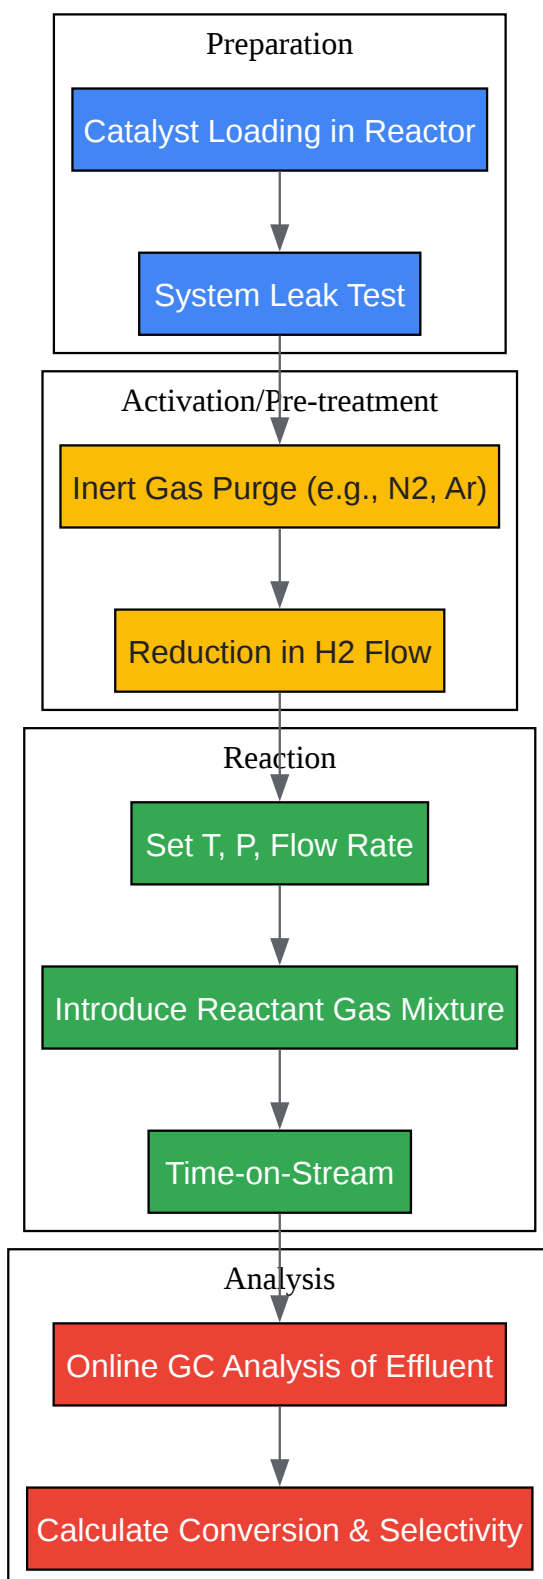 Preparation
Catalyst Loading in Reactor
System Leak Test
Activation/Pre-treatment
Inert Gas Purge (e.g., N2, Ar)
Reduction in H2 Flow
Reaction
Set T, P, Flow Rate
Introduce Reactant Gas Mixture
Time-on-Stream
Analysis
Online GC Analysis of Effluent
Calculate Conversion & Selectivity